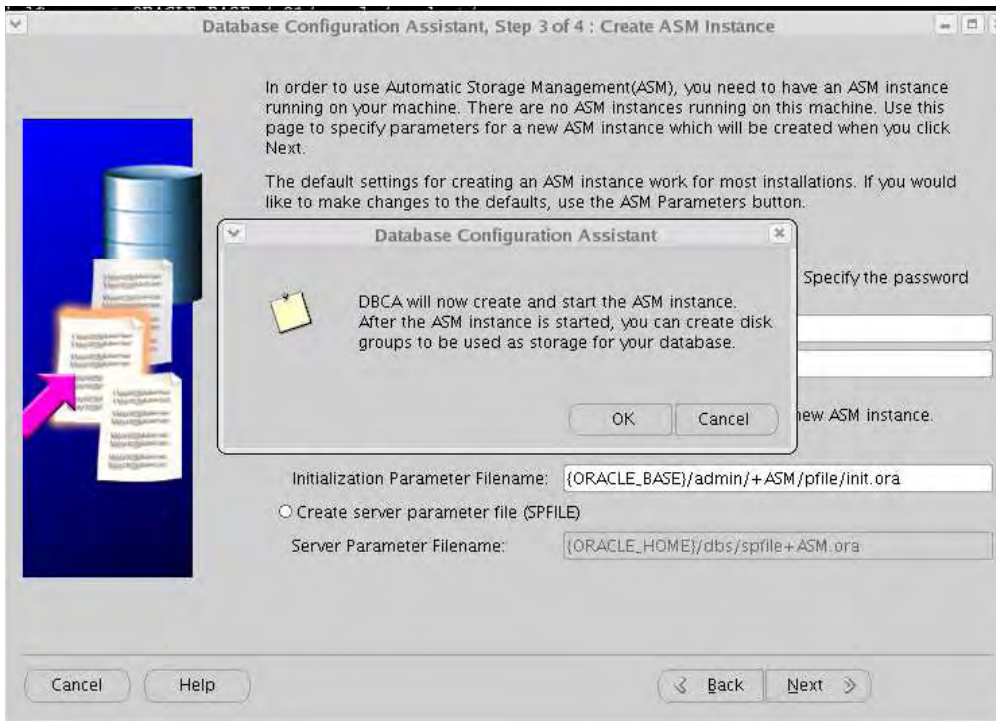 Database Configuration Assistant, Step 3 of 4 : Create ASM Instance
In order to use Automatic Storage Management(ASM), you need to have an ASM instance
running on your machine. There are no ASM instances running on this machine. Use this
page to specify parameters for a new ASM instance which will be created when you click
Next.
The default settings for creating an ASM instance work for most installations. If you would
like to make changes to the defaults, use the ASM Parameters button.
Database Configuration Assistant
Specify the password
DBCA will now create and start the ASM instance.
After the ASM instance is started, you can create disk
groups to be used as storage for your database.
OK
Cancel
new ASM instance.
Initialization Parameter Filename: {ORACLE_BASE}/admin/+ASM/pfile/init.ora
Create server parameter file (SPFILE)
Server Parameter Filename: {ORACLE_HOME}/dbs/spfile+ASM.ora
Cancel
Help
Back
Next